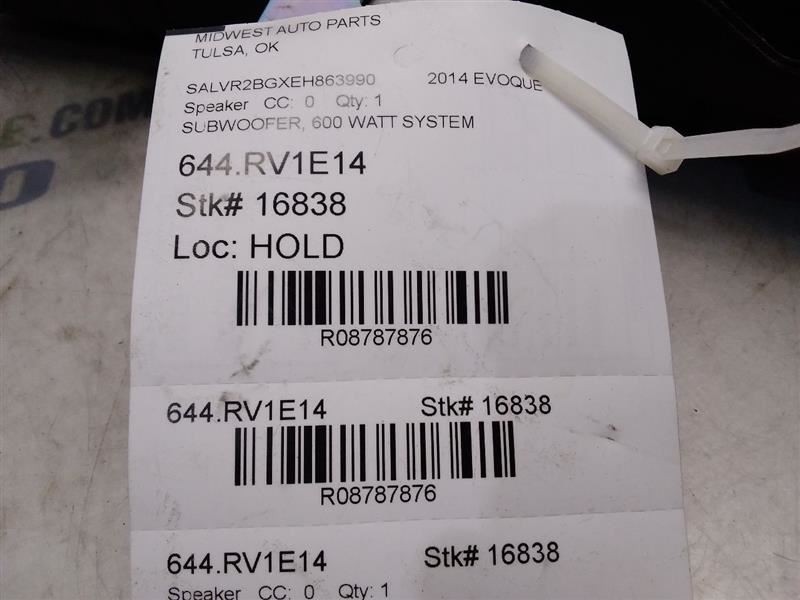 MIDWEST AUTO PARTS
TULSA, OK
SALVR2BGXEH863990 2014 EVOQUE
Speaker CC: 0 Qty: 1
SUBWOOFER, 600 WATT SYSTEM
644.RV1E14
Stk# 16838
Loc: HOLD
R08787876
644.RV1E14 Stk# 16838
R08787876
644.RV1E14 Stk# 16838
Speaker CC: 0 Qty: 1